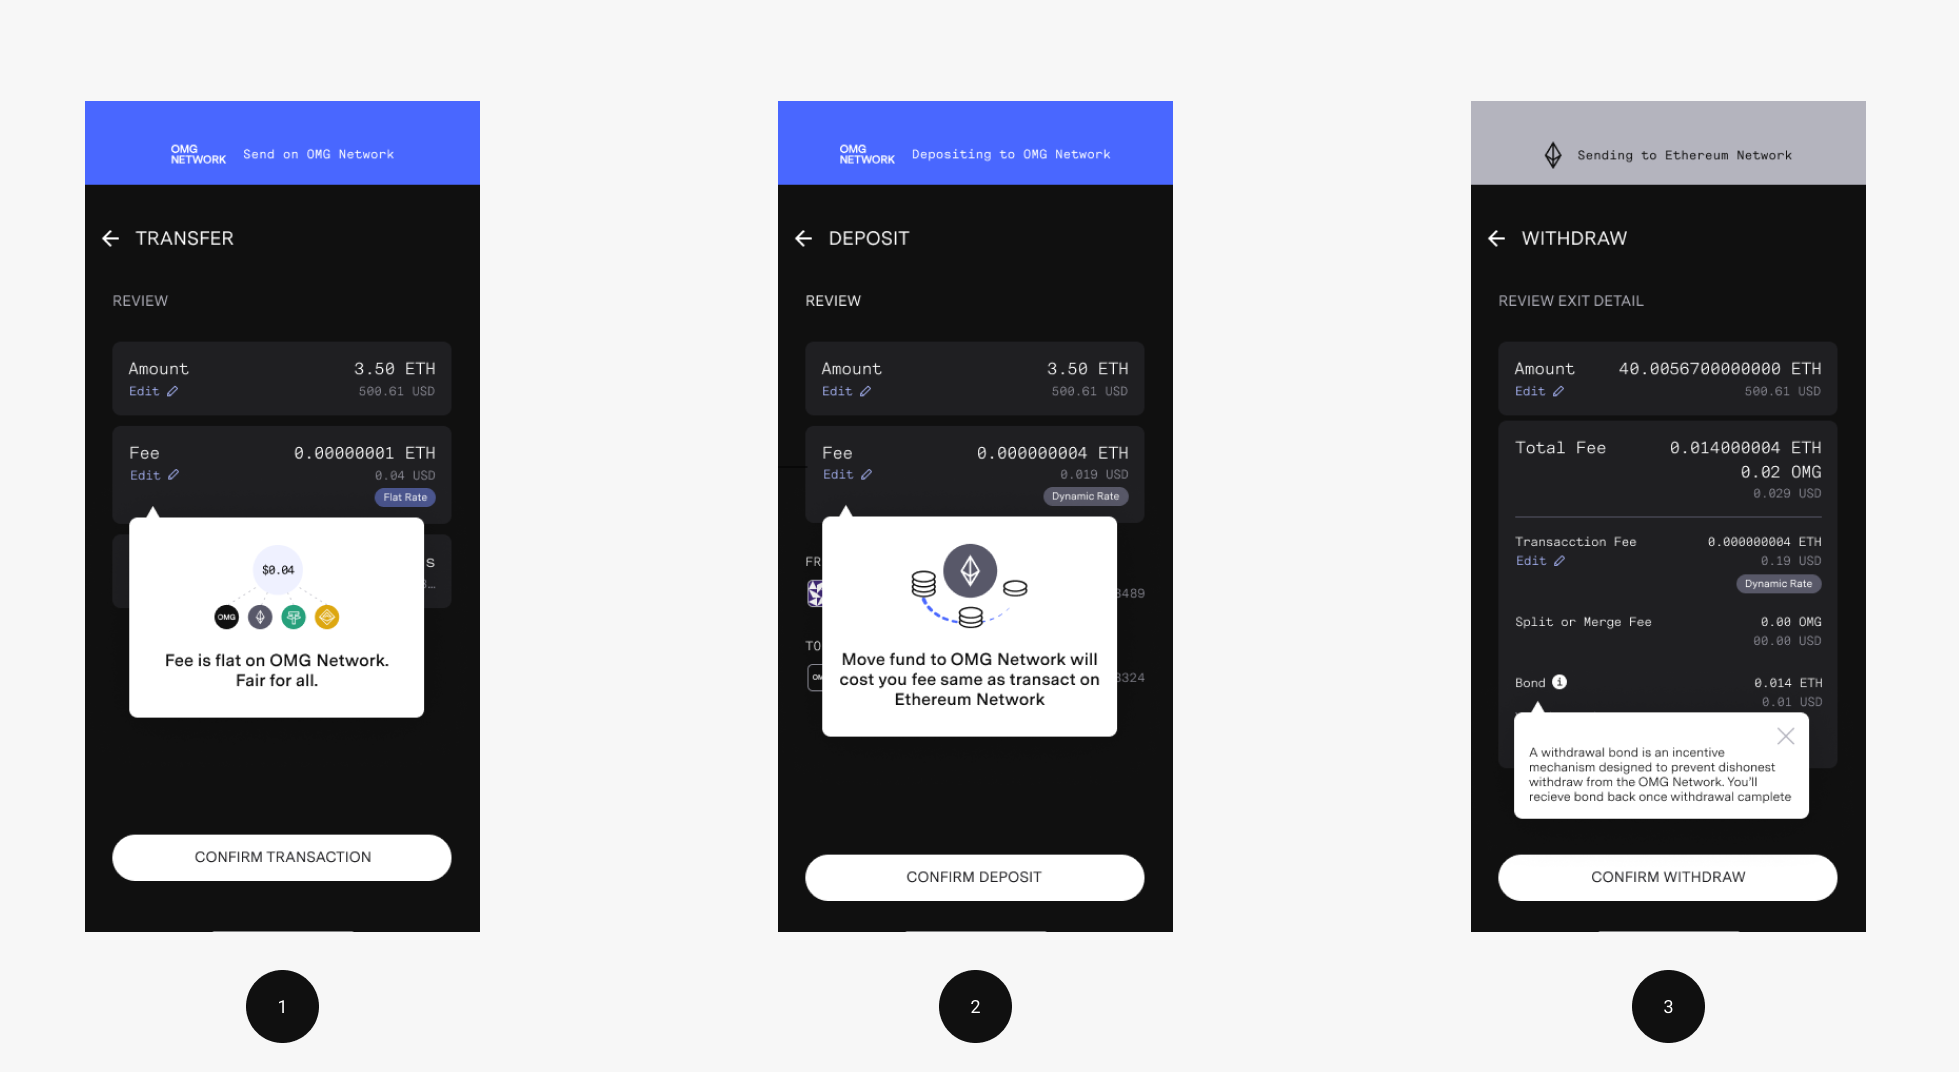 OMG
NETWORK
Send on OMG Network
TRANSFER
REVIEW
Amount 3.50 ETH
Edit 500.61 USD
Fee 0.00000001 ETH
Edit 0.04 USD
Flat Rate
s
$0.04
OMG
Fee is flat on OMG Network.
Fair for all.
CONFIRM TRANSACTION
1
OMG
NETWORK
Depositing to OMG Network
DEPOSIT
REVIEW
Amount 3.50 ETH
Edit 500.61 USD
Fee 0.000000004 ETH
Edit 0.019 USD
Dynamic Rate
FR
489
TO
324
Move fund to OMG Network will
cost you fee same as transact on
Ethereum Network
CONFIRM DEPOSIT
2
Sending to Ethereum Network
WITHDRAW
REVIEW EXIT DETAIL
Amount 40.0056700000000 ETH
Edit 500.61 USD
Total Fee 0.014000004 ETH
0.02 OMG
0.029 USD
Transacction Fee 0.000000004 ETH
Edit 0.19 USD
Dynamic Rate
Split or Merge Fee 0.00 OMG
00.00 USD
Bond i 0.014 ETH
0.01 USD
A withdrawal bond is an incentive
mechanism designed to prevent dishonest
withdraw from the OMG Network. You'll
recieve bond back once withdrawal camplete
CONFIRM WITHDRAW
3